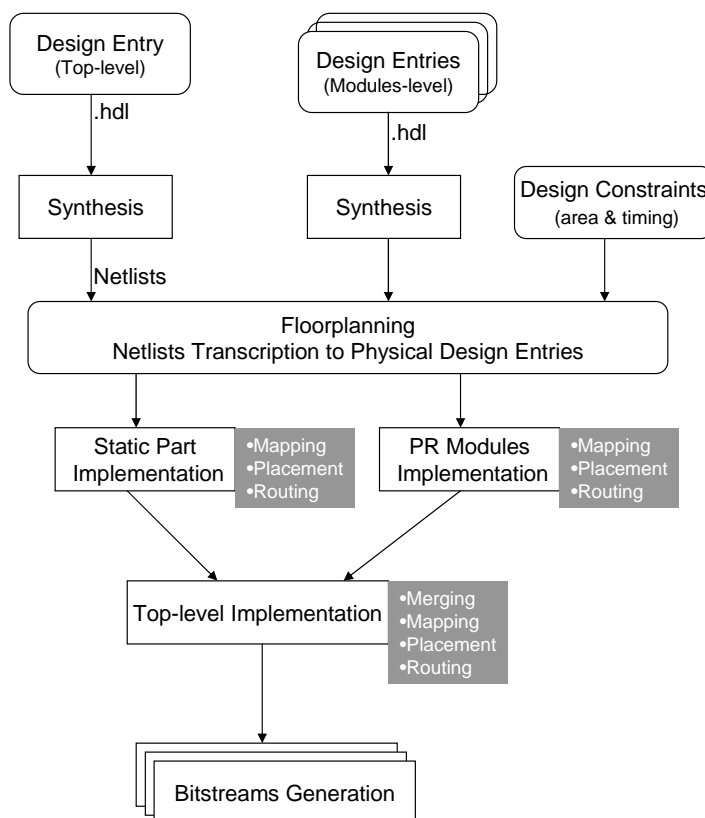 Design Entry
(Top-level)
Design Entries
(Modules-level)
.hdl
.hdl
Synthesis
Synthesis
Design Constraints
(area & timing)
Netlists
Floorplanning
Netlists Transcription to Physical Design Entries
Static Part
Implementation
•Mapping
•Placement
•Routing
PR Modules
Implementation
•Mapping
•Placement
•Routing
Top-level Implementation
•Merging
•Mapping
•Placement
•Routing
Bitstreams Generation